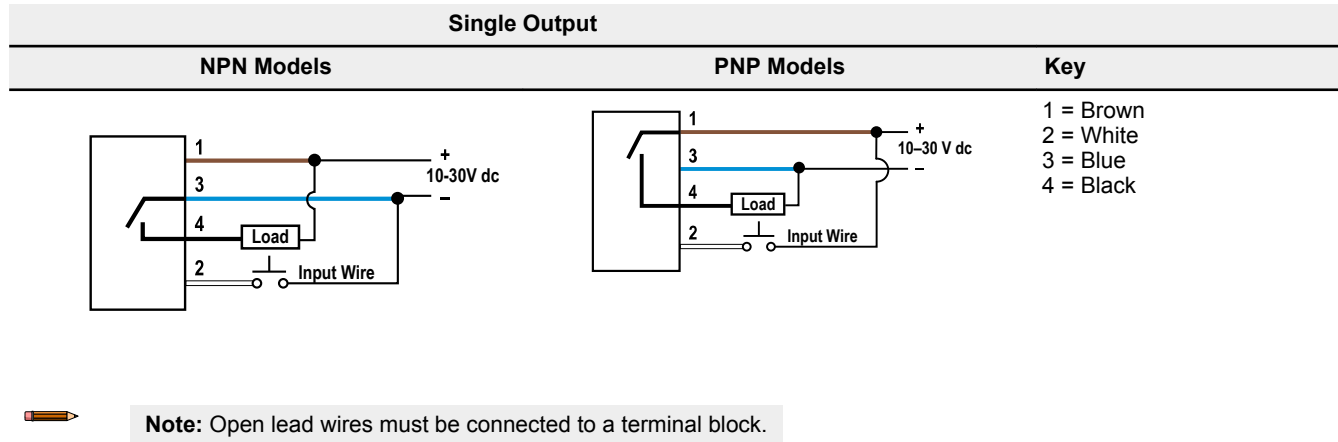 Single Output
NPN Models
PNP Models
Key
1
3
4
2
Load
Input Wire
+
10-30V dc
–
1
3
4
2
Load
Input Wire
+
10–30 V dc
–
1 = Brown
2 = White
3 = Blue
4 = Black
Note: Open lead wires must be connected to a terminal block.